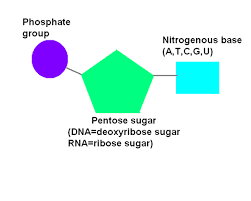 Phosphate
group
Nitrogenous base
(A,T,C,G,U)
Pentose sugar
(DNA=deoxyribose sugar
RNA=ribose sugar)